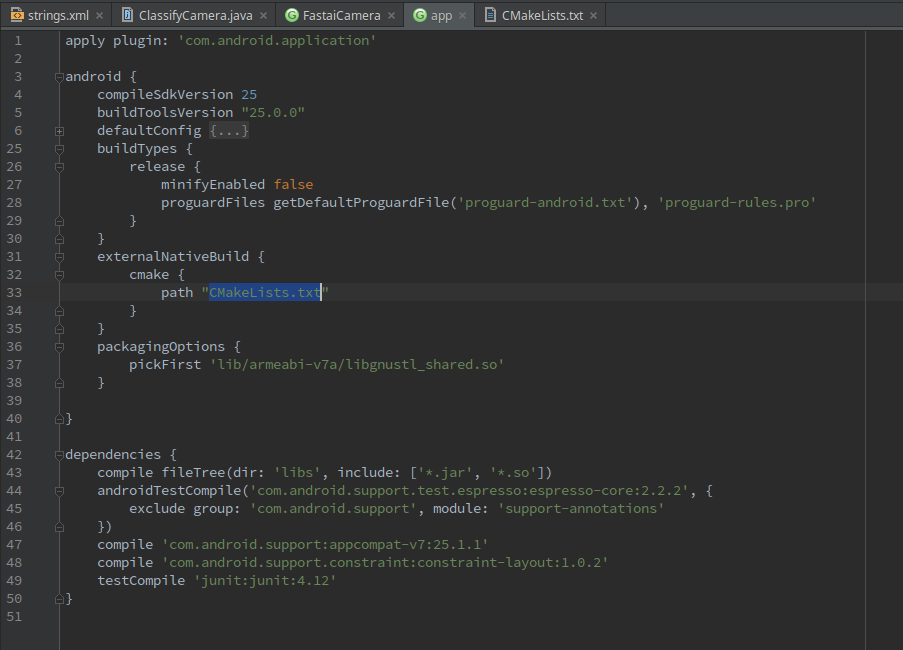 strings.xml ClassifyCamera.java FastaiCamera app CMakeLists.txt
1 apply plugin: 'com.android.application'
2
3 android {
4     compileSdkVersion 25
5     buildToolsVersion "25.0.0"
6     defaultConfig {...}
25     buildTypes {
26         release {
27             minifyEnabled false
28             proguardFiles getDefaultProguardFile('proguard-android.txt'), 'proguard-rules.pro'
29         }
30     }
31     externalNativeBuild {
32         cmake {
33             path "CMakeLists.txt"
34         }
35     }
36     packagingOptions {
37         pickFirst 'lib/armeabi-v7a/libgnustl_shared.so'
38     }
39
40 }
41
42 dependencies {
43     compile fileTree(dir: 'libs', include: ['*.jar', '*.so'])
44     androidTestCompile('com.android.support.test.espresso:espresso-core:2.2.2', {
45         exclude group: 'com.android.support', module: 'support-annotations'
46     })
47     compile 'com.android.support:appcompat-v7:25.1.1'
48     compile 'com.android.support.constraint:constraint-layout:1.0.2'
49     testCompile 'junit:junit:4.12'
50 }
51